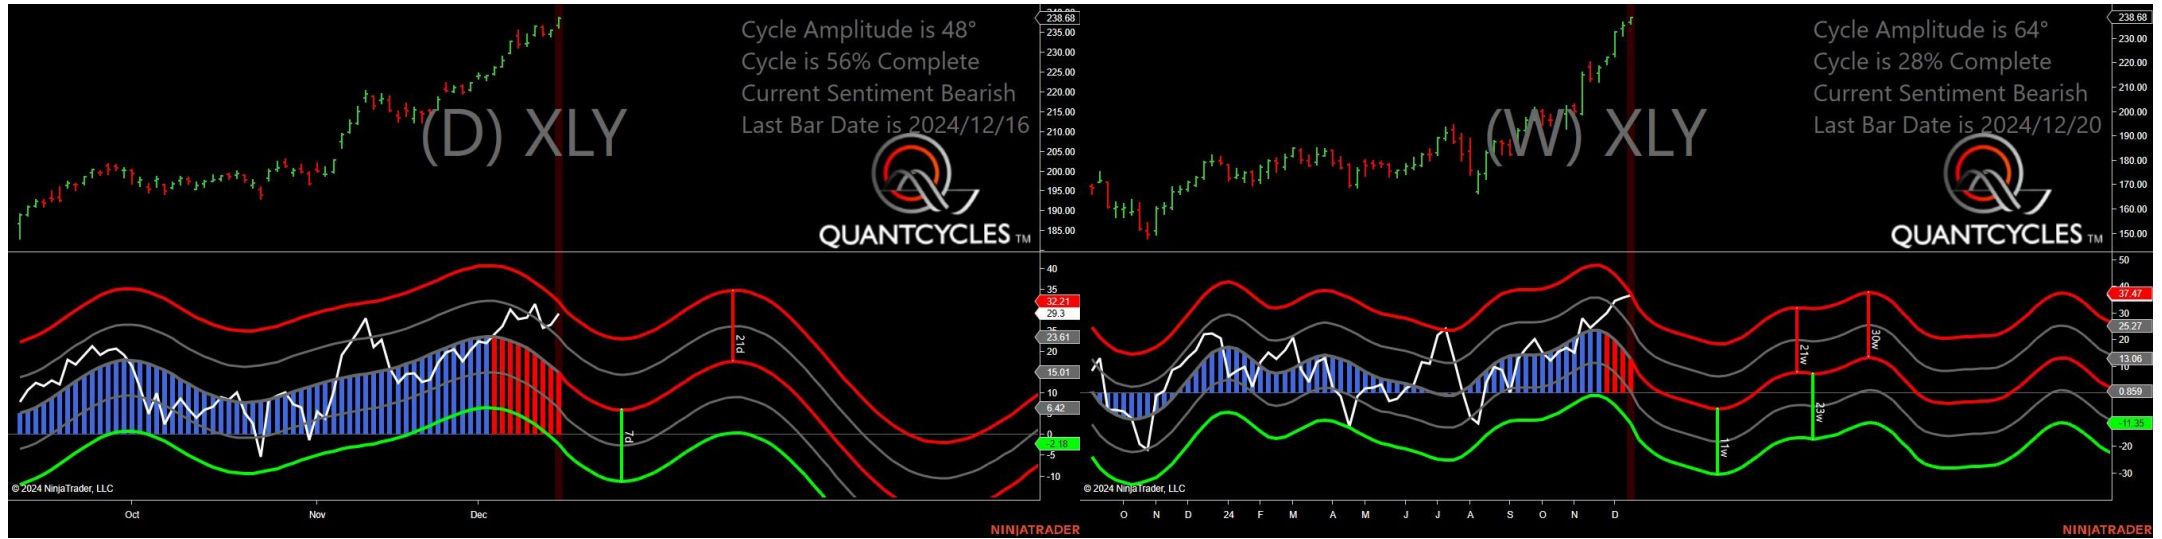 240.00
238.68
235.00
230.00
225.00
220.00
215.00
210.00
205.00
200.00
195.00
190.00
185.00
Cycle Amplitude is 48°
Cycle is 56% Complete
Current Sentiment Bearish
Last Bar Date is 2024/12/16
(D) XLY
QUANTCYCLES TM
40
35
32.21
29.3
25
23.61
20
15.01
10
6.42
0
-2.18
-5
-10
21d
7d
© 2024 NinjaTrader, LLC
Oct
Nov
Dec
NINJATRADER
238.68
230.00
220.00
210.00
200.00
190.00
180.00
170.00
160.00
150.00
Cycle Amplitude is 64°
Cycle is 28% Complete
Current Sentiment Bearish
Last Bar Date is 2024/12/20
(W) XLY
QUANTCYCLES TM
50
40
37.47
30
25.27
20
13.06
10
0.859
-11.35
-20
-30
21w
30w
23w
11w
© 2024 NinjaTrader, LLC
O
N
D
24
F
M
A
M
J
J
A
S
O
N
D
NINJATRADER